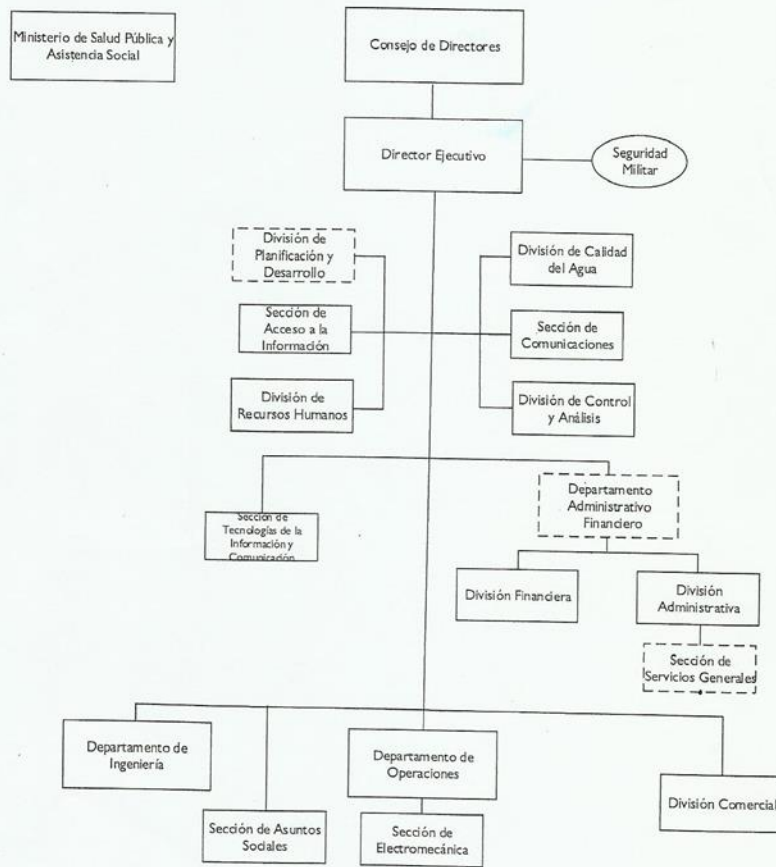 Ministerio de Salud Pública y
Asistencia Social
Consejo de Directores
Director Ejecutivo
Seguridad
Militar
División de
Planificación y
Desarrollo
División de Calidad
del Agua
Sección de
Acceso a la
Información
Sección de
Comunicaciones
División de
Recursos Humanos
División de Control
y Análisis
Sección de
Tecnologías de la
Información y
Comunicación
Departamento
Administrativo
Financiero
División Financiera
División
Administrativa
Sección de
Servicios Generales
Departamento de
Ingeniería
Departamento de
Operaciones
División Comercial
Sección de Asuntos
Sociales
Sección de
Electromecánica